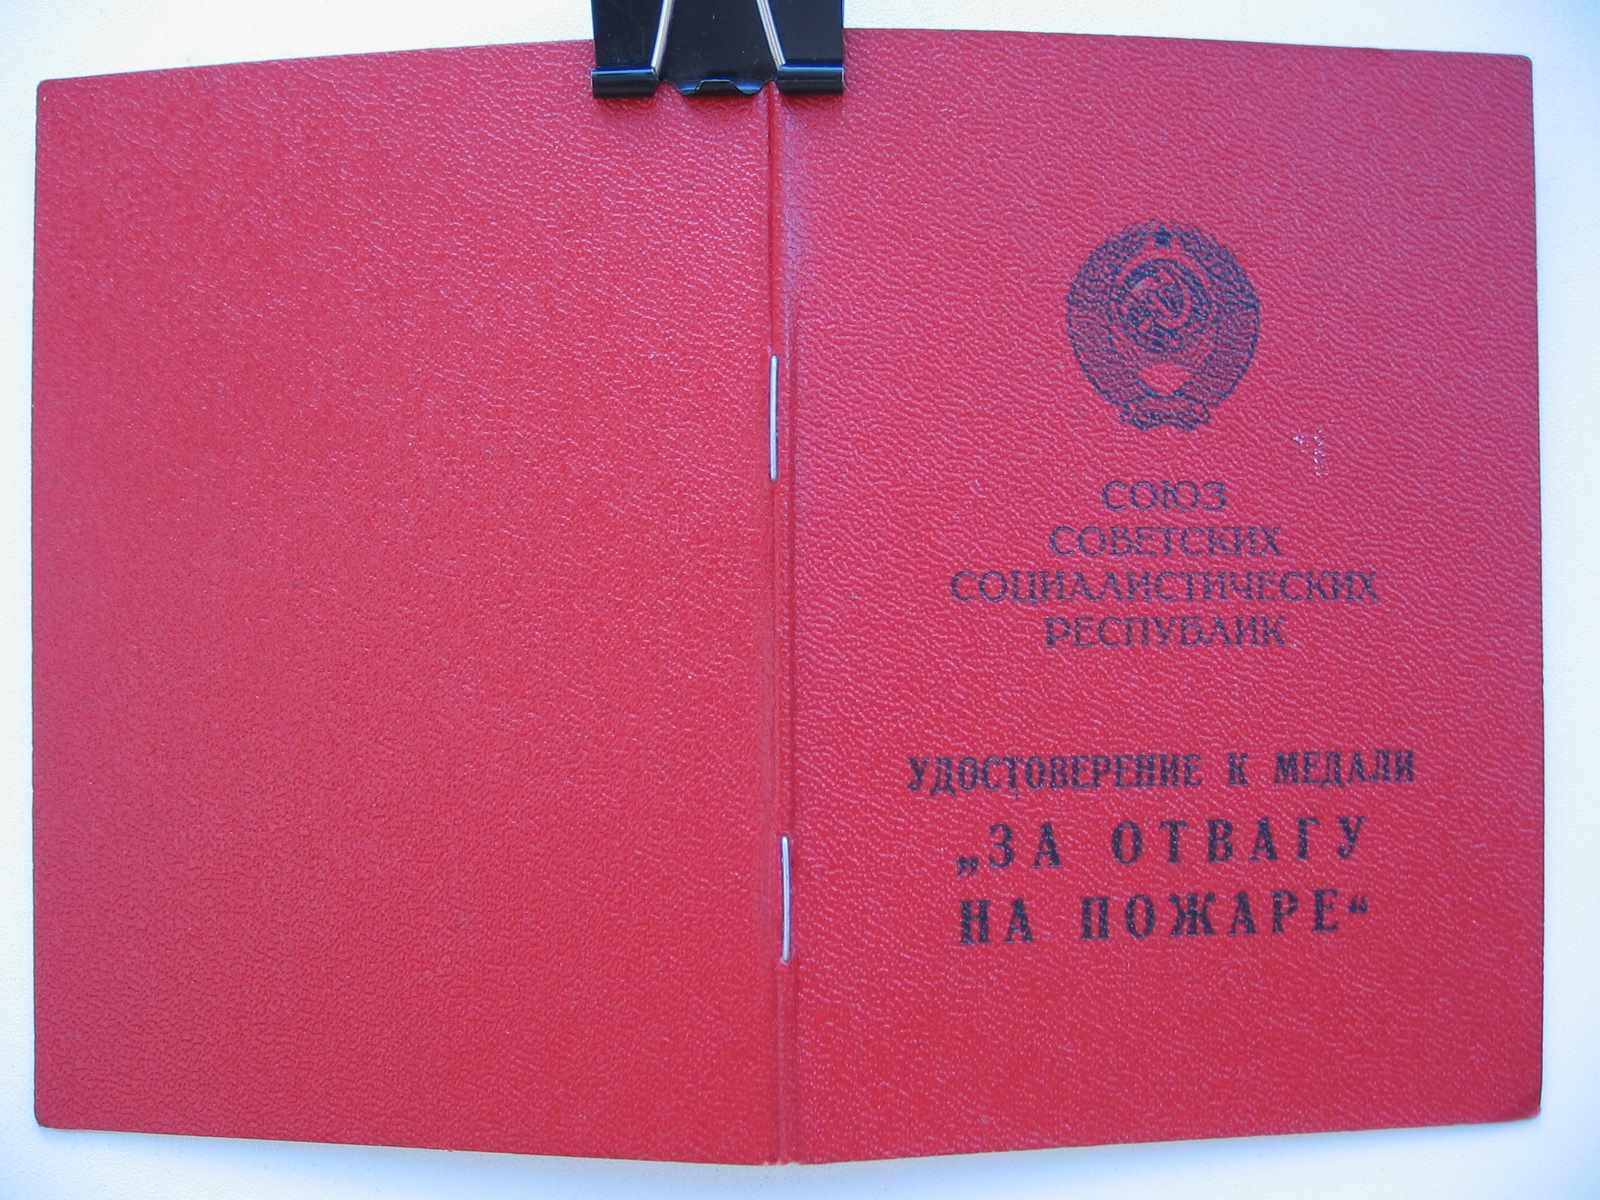 СОЮЗ
СОВЕТСКИХ
СОЦИАЛИСТИЧЕСКИХ
РЕСПУБЛИК
УДОСТОВЕРЕНИЕ К МЕДАЛИ
„ЗА ОТВАГУ
НА ПОЖАРЕ“